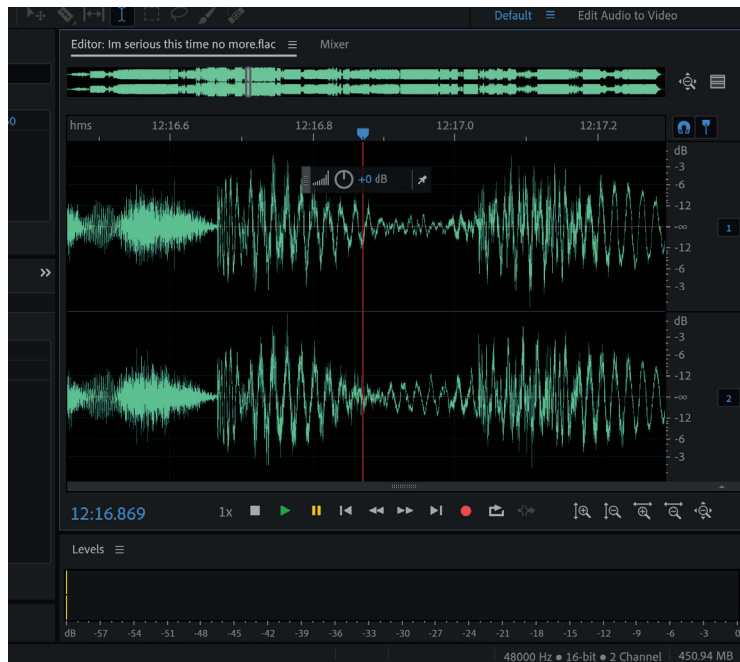 Default ≡ Edit Audio to Video
Editor: Im serious this time no more.flac ≡ Mixer
hms 12:16.6 12:16.8 12:17.0 12:17.2
dB
-3
-6
-12
-∞
-12
-6
-3
1
+0 dB
dB
-3
-6
-12
-∞
-12
-6
-3
2
12:16.869 1x
Levels ≡
dB -57 -54 -51 -48 -45 -42 -39 -36 -33 -30 -27 -24 -21 -18 -15 -12 -9 -6 -3 0
48000 Hz ● 16-bit ● 2 Channel 450.94 MB